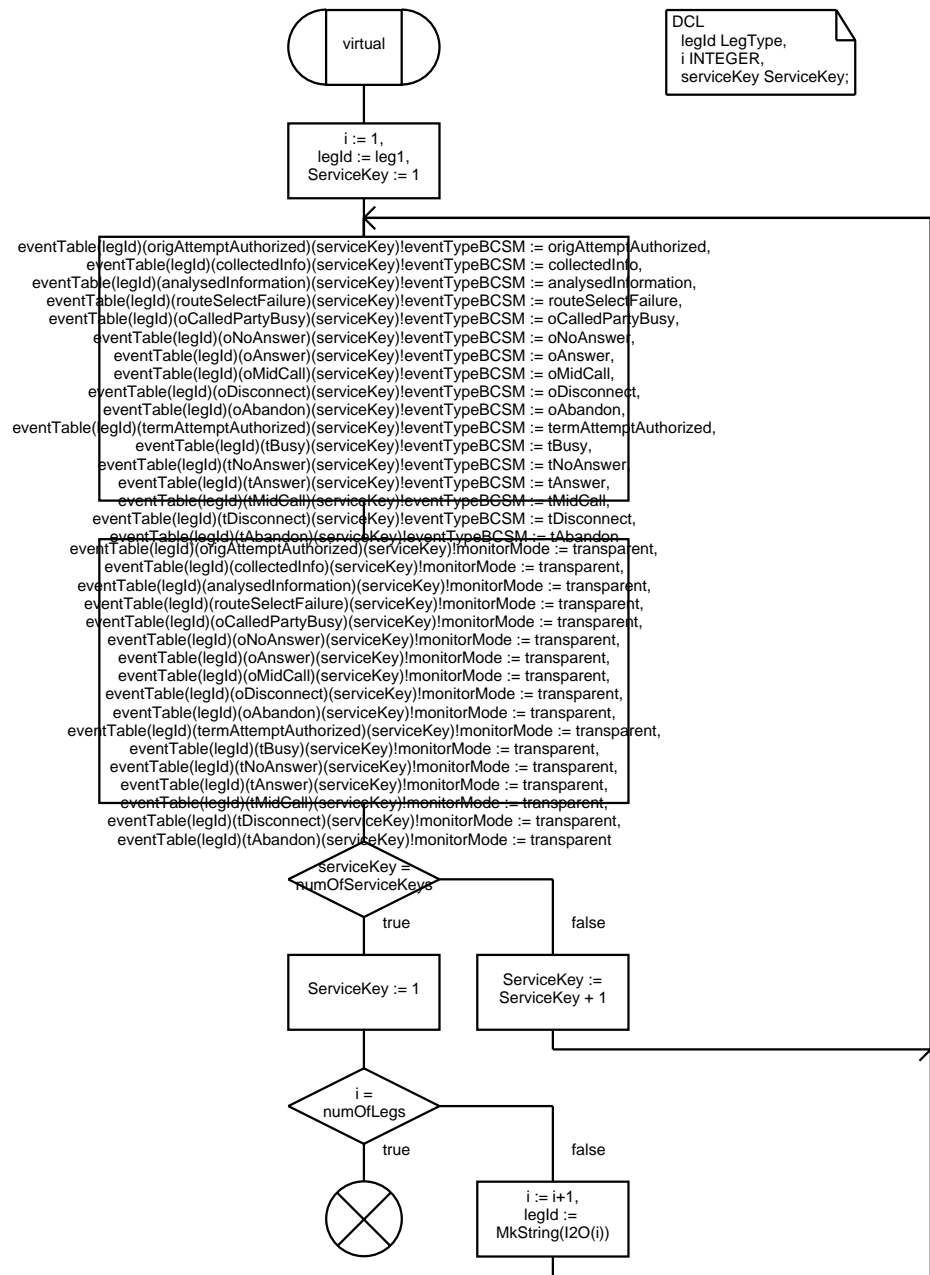 virtual
DCL
legId LegType,
i INTEGER,
serviceKey ServiceKey;
i := 1,
legId := leg1,
ServiceKey := 1
eventTable(legId)(origAttemptAuthorized)(serviceKey)!eventTypeBCSM := origAttemptAuthorized,
eventTable(legId)(collectedInfo)(serviceKey)!eventTypeBCSM := collectedInfo,
eventTable(legId)(analysedInformation)(serviceKey)!eventTypeBCSM := analysedInformation,
eventTable(legId)(routeSelectFailure)(serviceKey)!eventTypeBCSM := routeSelectFailure,
eventTable(legId)(oCalledPartyBusy)(serviceKey)!eventTypeBCSM := oCalledPartyBusy,
eventTable(legId)(oNoAnswer)(serviceKey)!eventTypeBCSM := oNoAnswer,
eventTable(legId)(oAnswer)(serviceKey)!eventTypeBCSM := oAnswer,
eventTable(legId)(oMidCall)(serviceKey)!eventTypeBCSM := oMidCall,
eventTable(legId)(oDisconnect)(serviceKey)!eventTypeBCSM := oDisconnect,
eventTable(legId)(oAbandon)(serviceKey)!eventTypeBCSM := oAbandon,
eventTable(legId)(termAttemptAuthorized)(serviceKey)!eventTypeBCSM := termAttemptAuthorized,
eventTable(legId)(tBusy)(serviceKey)!eventTypeBCSM := tBusy,
eventTable(legId)(tNoAnswer)(serviceKey)!eventTypeBCSM := tNoAnswer,
eventTable(legId)(tAnswer)(serviceKey)!eventTypeBCSM := tAnswer,
eventTable(legId)(tMidCall)(serviceKey)!eventTypeBCSM := tMidCall,
eventTable(legId)(tDisconnect)(serviceKey)!eventTypeBCSM := tDisconnect,
eventTable(legId)(tAbandon)(serviceKey)!eventTypeBCSM := tAbandon
eventTable(legId)(origAttemptAuthorized)(serviceKey)!monitorMode := transparent,
eventTable(legId)(collectedInfo)(serviceKey)!monitorMode := transparent,
eventTable(legId)(analysedInformation)(serviceKey)!monitorMode := transparent,
eventTable(legId)(routeSelectFailure)(serviceKey)!monitorMode := transparent,
eventTable(legId)(oCalledPartyBusy)(serviceKey)!monitorMode := transparent,
eventTable(legId)(oNoAnswer)(serviceKey)!monitorMode := transparent,
eventTable(legId)(oAnswer)(serviceKey)!monitorMode := transparent,
eventTable(legId)(oMidCall)(serviceKey)!monitorMode := transparent,
eventTable(legId)(oDisconnect)(serviceKey)!monitorMode := transparent,
eventTable(legId)(oAbandon)(serviceKey)!monitorMode := transparent,
eventTable(legId)(termAttemptAuthorized)(serviceKey)!monitorMode := transparent,
eventTable(legId)(tBusy)(serviceKey)!monitorMode := transparent,
eventTable(legId)(tNoAnswer)(serviceKey)!monitorMode := transparent,
eventTable(legId)(tAnswer)(serviceKey)!monitorMode := transparent,
eventTable(legId)(tMidCall)(serviceKey)!monitorMode := transparent,
eventTable(legId)(tDisconnect)(serviceKey)!monitorMode := transparent,
eventTable(legId)(tAbandon)(serviceKey)!monitorMode := transparent
serviceKey =
numOfServiceKeys
true
false
ServiceKey := 1
ServiceKey :=
ServiceKey + 1
i =
numOfLegs
true
false
i := i+1,
legId :=
MkString(I2O(i))